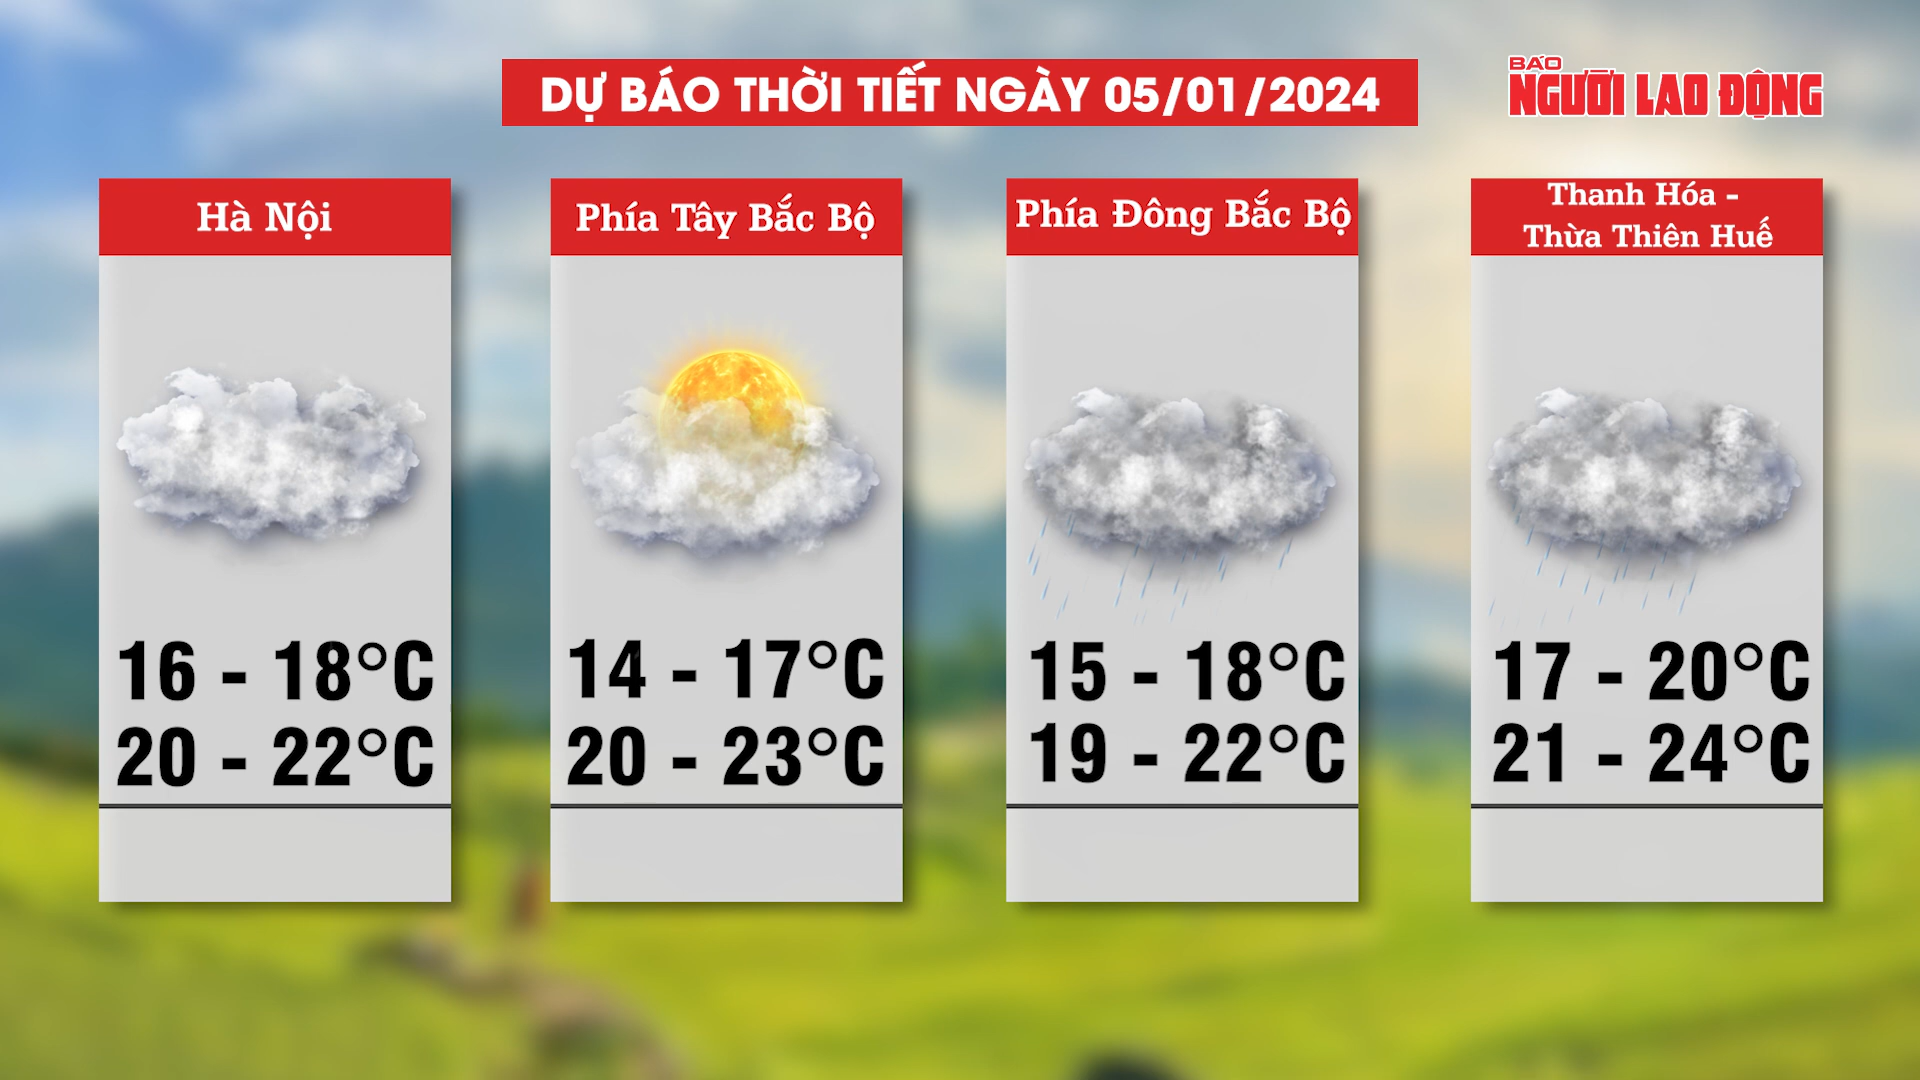 DỰ BÁO THỜI TIẾT NGÀY 05/01/2024
BÁO
NGƯỜI LAO ĐỘNG
Hà Nội
16 - 18°C
20 - 22°C
Phía Tây Bắc Bộ
14 - 17°C
20 - 23°C
Phía Đông Bắc Bộ
15 - 18°C
19 - 22°C
Thanh Hóa -
Thừa Thiên Huế
17 - 20°C
21 - 24°C